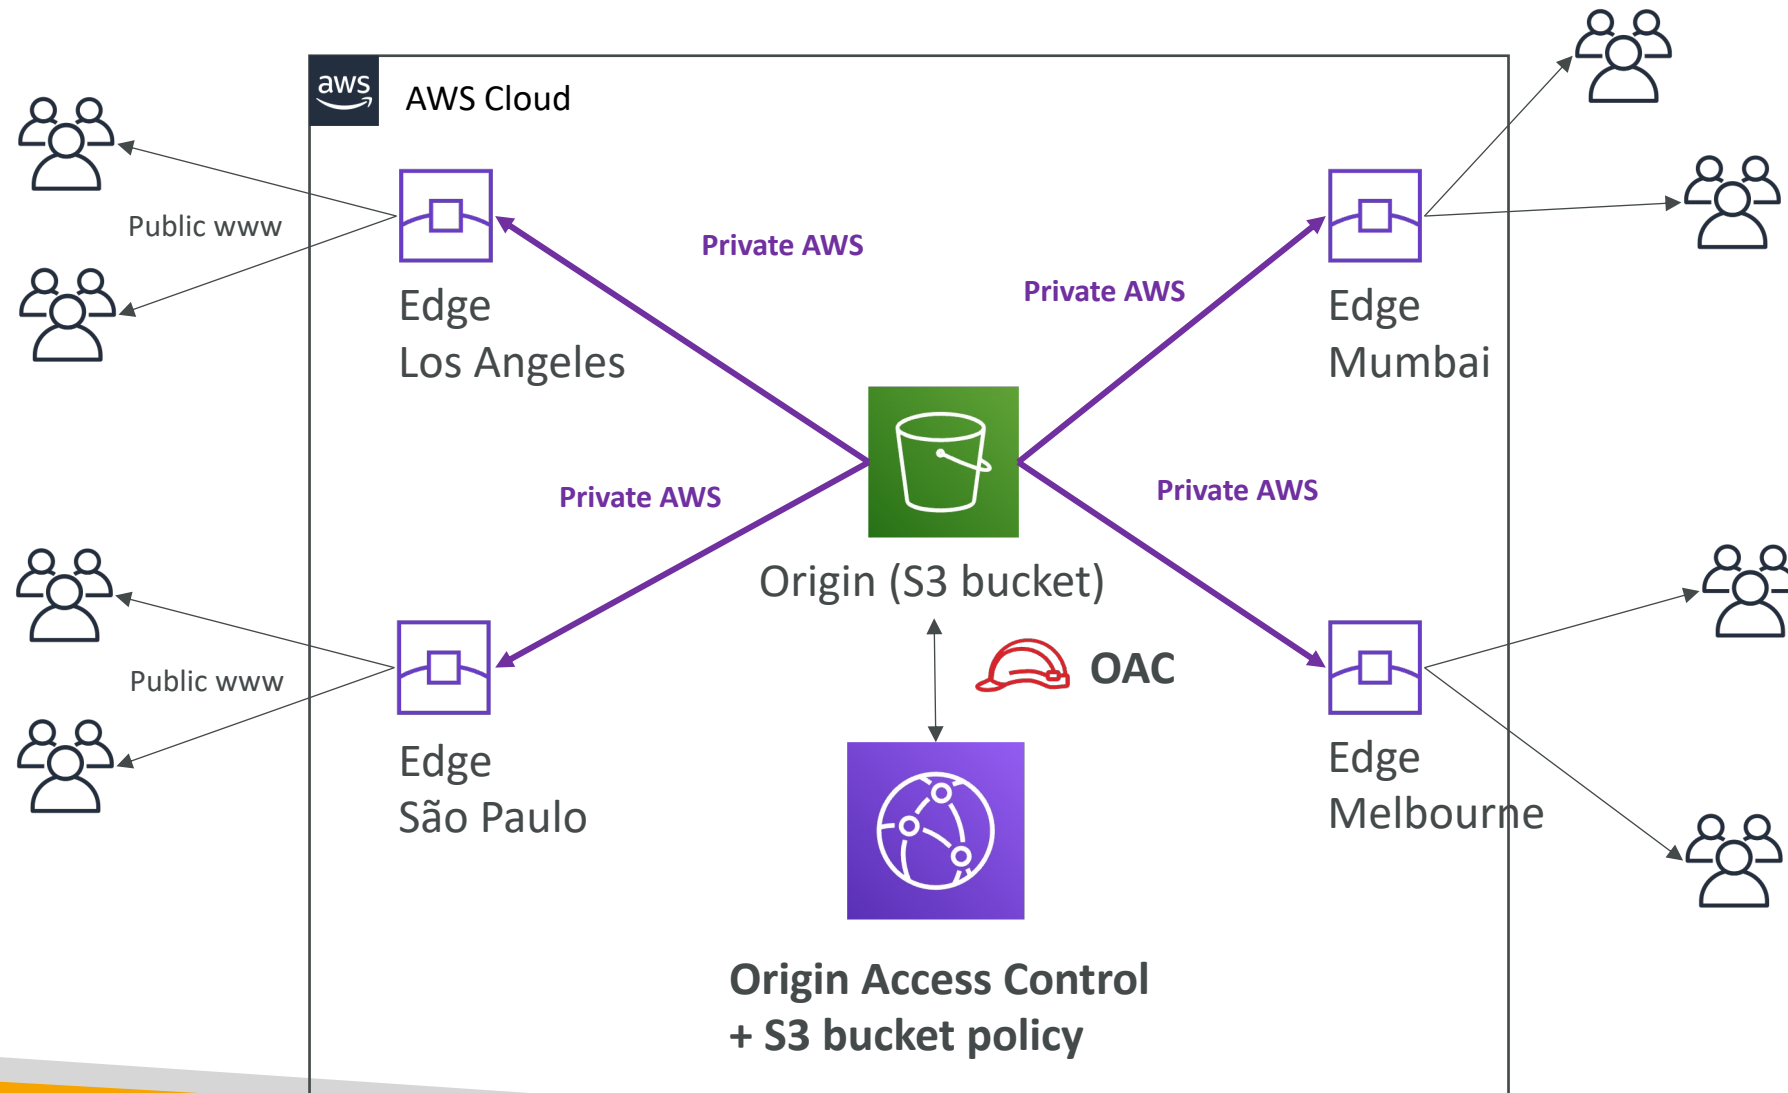 aws
AWS Cloud
Public www
Private AWS
Private AWS
Edge
Los Angeles
Edge
Mumbai
Private AWS
Private AWS
Origin (S3 bucket)
OAC
Public www
Edge
São Paulo
Edge
Melbourne
Origin Access Control
+ S3 bucket policy